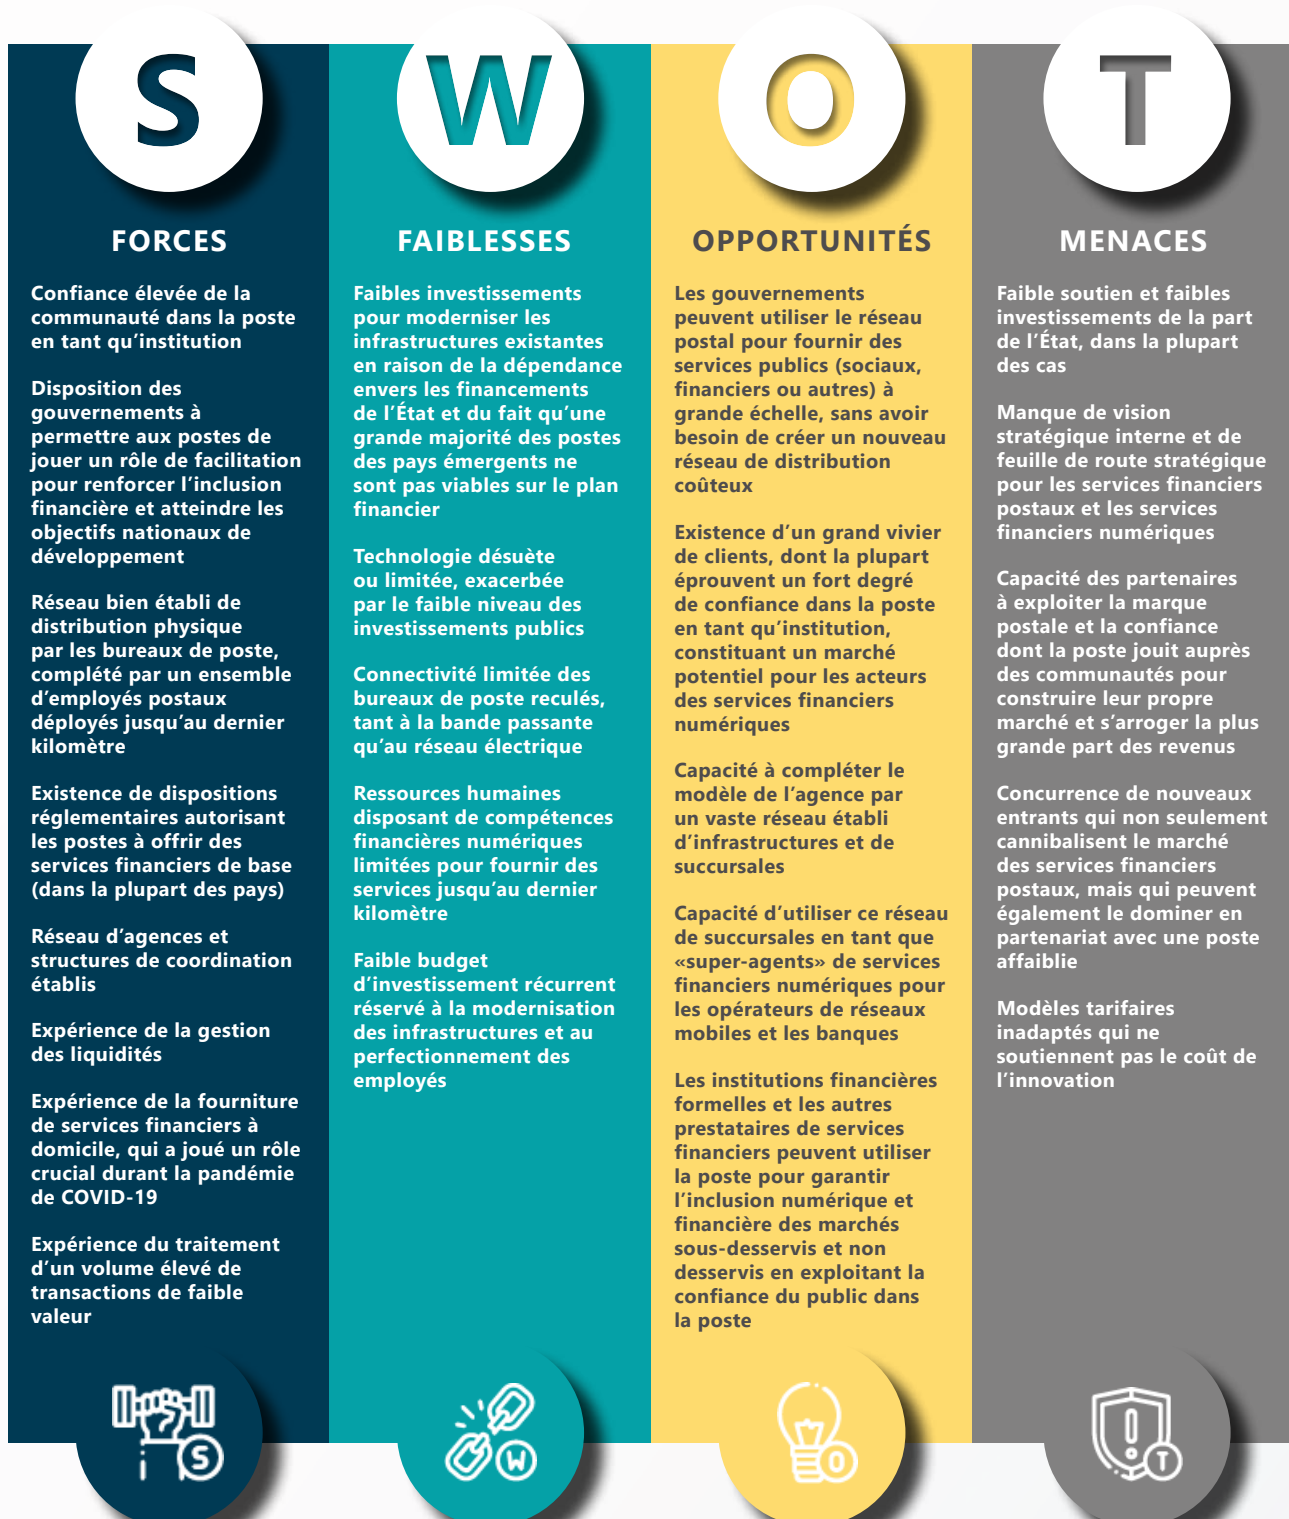 S
FORCES
Confiance élevée de la
communauté dans la poste
en tant qu’institution
Disposition des
gouvernements à
permettre aux postes de
jouer un rôle de facilitation
pour renforcer l’inclusion
financière et atteindre les
objectifs nationaux de
développement
Réseau bien établi de
distribution physique
par les bureaux de poste,
complété par un ensemble
d’employés postaux
déployés jusqu’au dernier
kilomètre
Existence de dispositions
réglementaires autorisant
les postes à offrir des
services financiers de base
(dans la plupart des pays)
Réseau d’agences et
structures de coordination
établis
Expérience de la gestion
des liquidités
Expérience de la fourniture
de services financiers à
domicile, qui a joué un rôle
crucial durant la pandémie
de COVID-19
Expérience du traitement
d’un volume élevé de
transactions de faible
valeur
S
W
FAIBLESSES
Faibles investissements
pour moderniser les
infrastructures existantes
en raison de la dépendance
envers les financements
de l’État et du fait qu’une
grande majorité des postes
des pays émergents ne
sont pas viables sur le plan
financier
Technologie désuète
ou limitée, exacerbée
par le faible niveau des
investissements publics
Connectivité limitée des
bureaux de poste reculés,
tant à la bande passante
qu’au réseau électrique
Ressources humaines
disposant de compétences
financières numériques
limitées pour fournir des
services jusqu’au dernier
kilomètre
Faible budget
d’investissement récurrent
réservé à la modernisation
des infrastructures et au
perfectionnement des
employés
W
O
OPPORTUNITÉS
Les gouvernements
peuvent utiliser le réseau
postal pour fournir des
services publics (sociaux,
financiers ou autres) à
grande échelle, sans avoir
besoin de créer un nouveau
réseau de distribution
coûteux
Existence d’un grand vivier
de clients, dont la plupart
éprouvent un fort degré
de confiance dans la poste
en tant qu’institution,
constituant un marché
potentiel pour les acteurs
des services financiers
numériques
Capacité à compléter le
modèle de l’agence par
un vaste réseau établi
d’infrastructures et de
succursales
Capacité d’utiliser ce réseau
de succursales en tant que
«super-agents» de services
financiers numériques pour
les opérateurs de réseaux
mobiles et les banques
Les institutions financières
formelles et les autres
prestataires de services
financiers peuvent utiliser
la poste pour garantir
l’inclusion numérique et
financière des marchés
sous-desservis et non
desservis en exploitant la
confiance du public dans
la poste
O
T
MENACES
Faible soutien et faibles
investissements de la part
de l’État, dans la plupart
des cas
Manque de vision
stratégique interne et de
feuille de route stratégique
pour les services financiers
postaux et les services
financiers numériques
Capacité des partenaires
à exploiter la marque
postale et la confiance
dont la poste jouit auprès
des communautés pour
construire leur propre
marché et s’arroger la plus
grande part des revenus
Concurrence de nouveaux
entrants qui non seulement
cannibalisent le marché
des services financiers
postaux, mais qui peuvent
également le dominer en
partenariat avec une poste
affaiblie
Modèles tarifaires
inadaptés qui ne
soutiennent pas le coût de
l’innovation
T